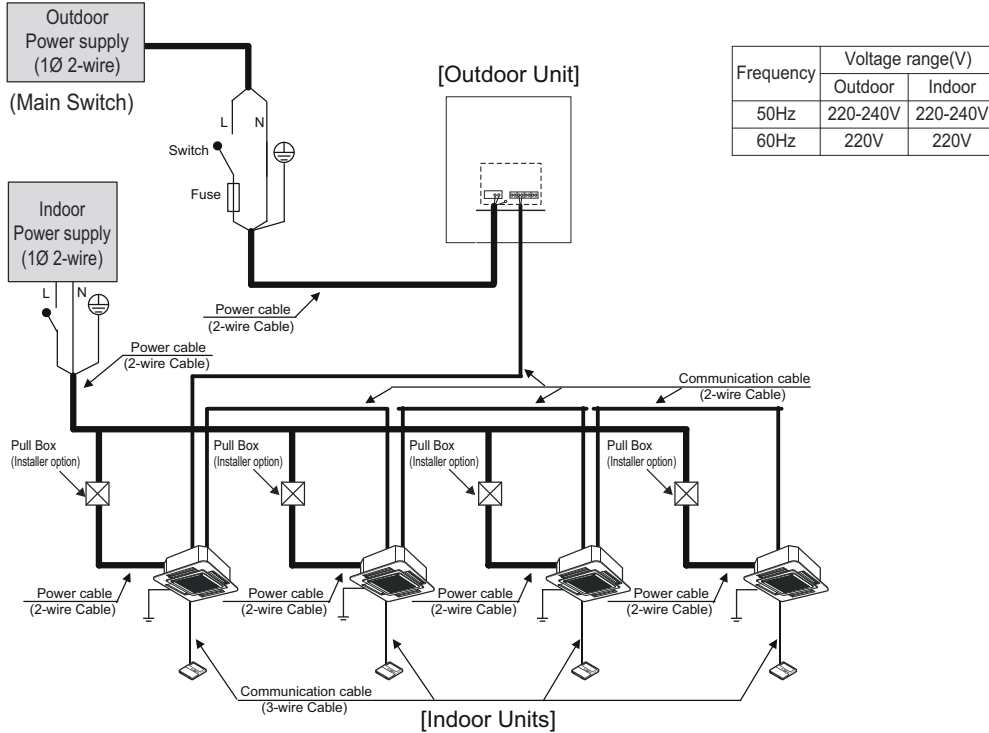 Outdoor
Power supply
(1Ø 2-wire)
(Main Switch)
L
N
Switch
Fuse
[Outdoor Unit]
Frequency
Voltage range(V)
Outdoor
Indoor
50Hz
220-240V
220-240V
60Hz
220V
220V
Indoor
Power supply
(1Ø 2-wire)
L
N
Power cable
(2-wire Cable)
Power cable
(2-wire Cable)
Communication cable
(2-wire Cable)
Pull Box
(Installer option)
Pull Box
(Installer option)
Pull Box
(Installer option)
Pull Box
(Installer option)
Power cable
(2-wire Cable)
Power cable
(2-wire Cable)
Power cable
(2-wire Cable)
Power cable
(2-wire Cable)
Communication cable
(3-wire Cable)
[Indoor Units]